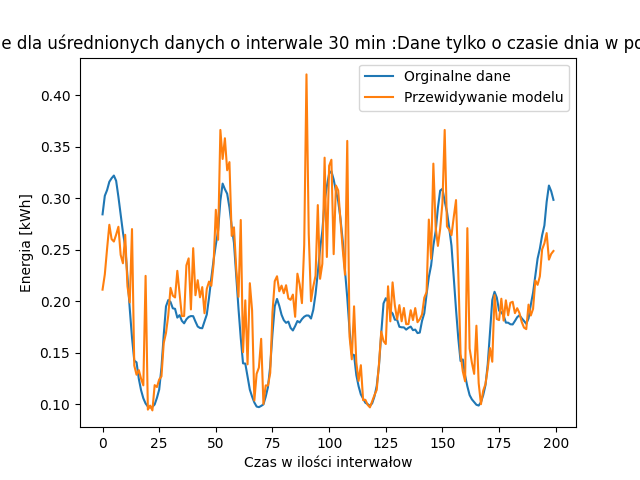 e dla uśrednionych danych o interwale 30 min :Dane tylko o czasie dnia w po
Orginalne dane
Przewidywanie modelu
Energia [kWh]
0.40
0.35
0.30
0.25
0.20
0.15
0.10
0 25 50 75 100 125 150 175 200
Czas w ilości interwałow